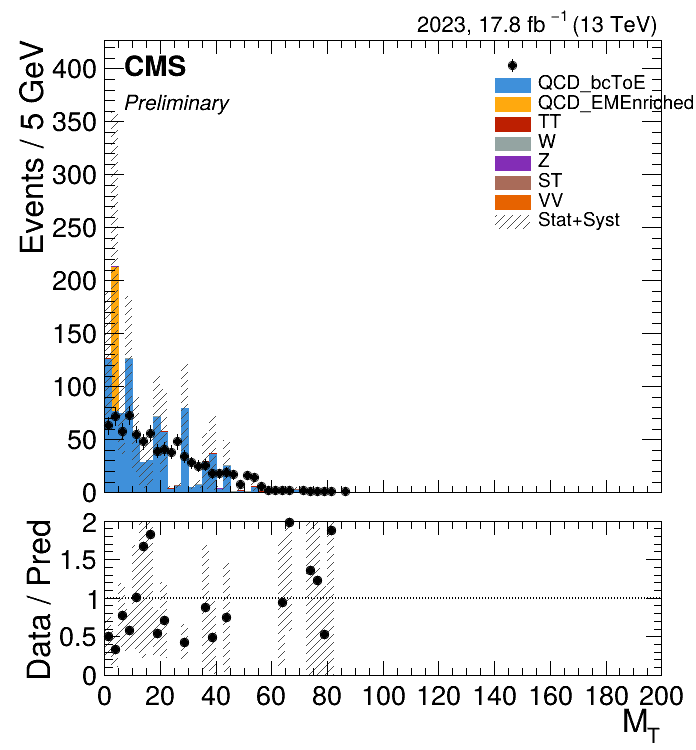 2023, 17.8 fb⁻¹ (13 TeV)
CMS
Preliminary
QCD_bcToE
QCD_EMEnriched
TT
W
Z
ST
VV
Stat+Syst
Events / 5 GeV
400
350
300
250
200
150
100
50
0
Data / Pred
2
1.5
1
0.5
0
0 20 40 60 80 100 120 140 160 180 200
M_T